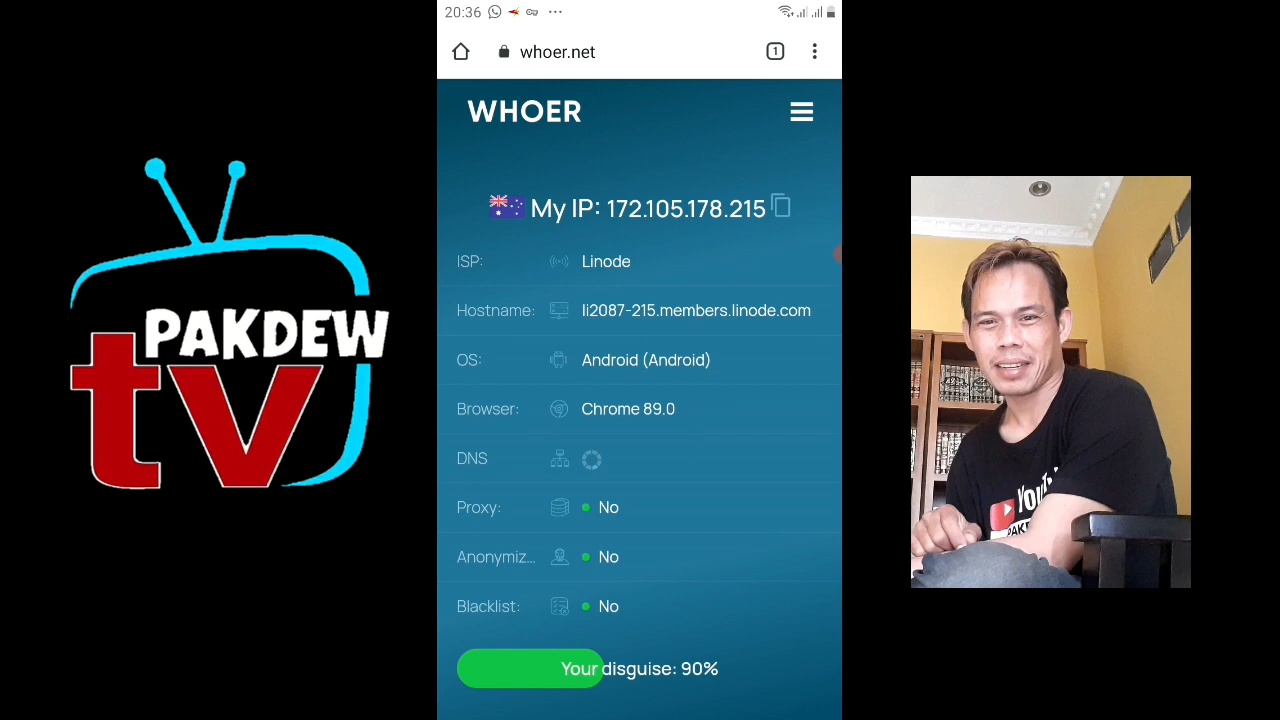 20:36
whoer.net
1
WHOER
My IP: 172.105.178.215
ISP: Linode
Hostname: li2087-215.members.linode.com
OS: Android (Android)
Browser: Chrome 89.0
DNS
Proxy: No
Anonymiz... No
Blacklist: No
Your disguise: 90%
PAKDEW
tv